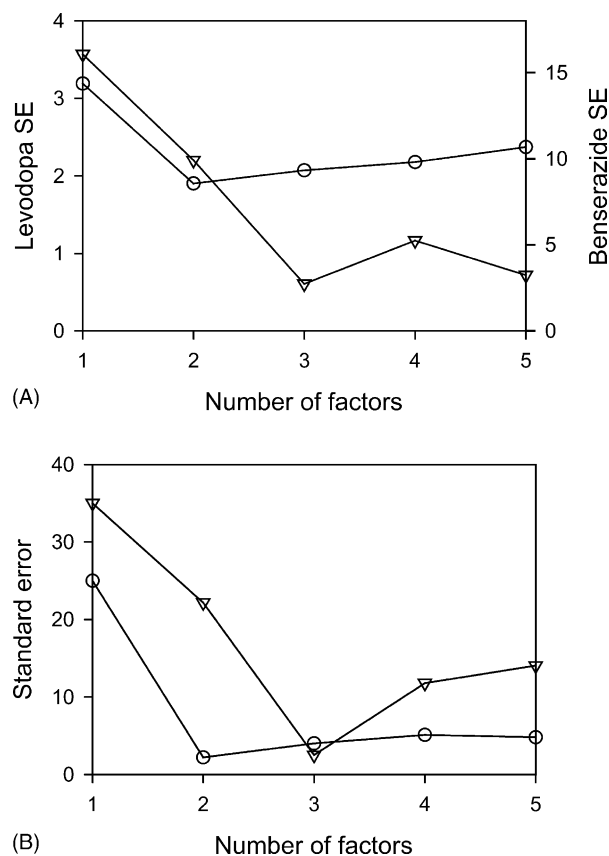 4
3
2
1
0
Levodopa SE
15
10
5
0
Benserazide SE
1 2 3 4 5
Number of factors
(A)
40
30
20
10
0
Standard error
1 2 3 4 5
Number of factors
(B)